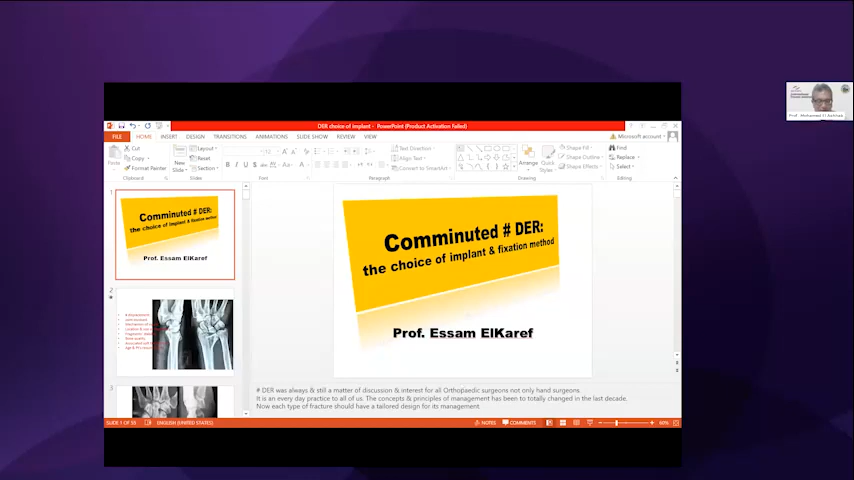 DER choice of implant - PowerPoint (Product Activation Failed)
FILE HOME INSERT DESIGN TRANSITIONS ANIMATIONS SLIDE SHOW REVIEW VIEW
Microsoft account
Paste
Cut
Copy
Format Painter
Clipboard
New
Slide
Layout
Reset
Section
Slides
Font
Text Direction
Align Text
Convert to SmartArt
Paragraph
Arrange
Quick
Styles
Shape Fill
Shape Outline
Shape Effects
Drawing
Find
Replace
Select
Editing
1
Comminuted # DER:
the choice of implant & fixation method
Prof. Essam ElKaref
2
3
Comminuted # DER:
the choice of implant & fixation method
Prof. Essam ElKaref
# DER was always & still a matter of discussion & interest for all Orthopaedic surgeons not only hand surgeons.
It is an every day practice to all of us. The concepts & principles of management has been to totally changed in the last decade.
Now each type of fracture should have a tailored design for its management.
SLIDE 1 OF 55 ENGLISH (UNITED STATES)
NOTES COMMENTS
60%